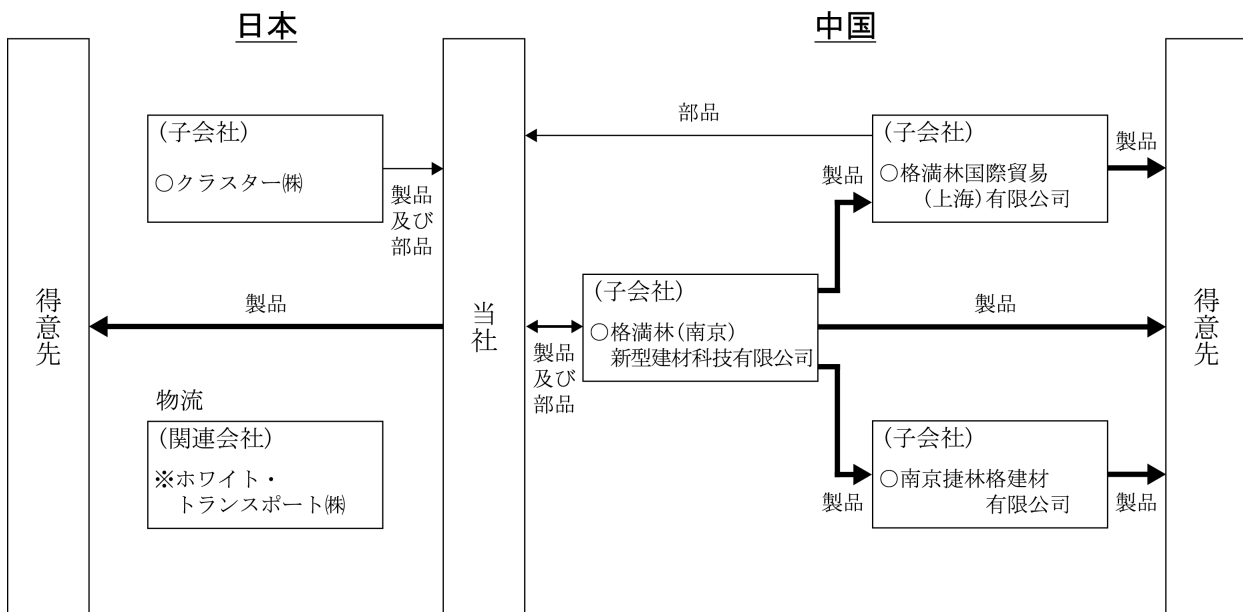 日本
中国
得意先
(子会社)
○クラスター㈱
製品
及び
部品
製品
物流
(関連会社)
※ホワイト・
トランスポート㈱
当社
部品
製品
及び
部品
(子会社)
○格満林(南京)
新型建材科技有限公司
製品
(子会社)
○格満林国際貿易
(上海)有限公司
製品
製品
製品
(子会社)
○南京捷林格建材
有限公司
製品
得意先